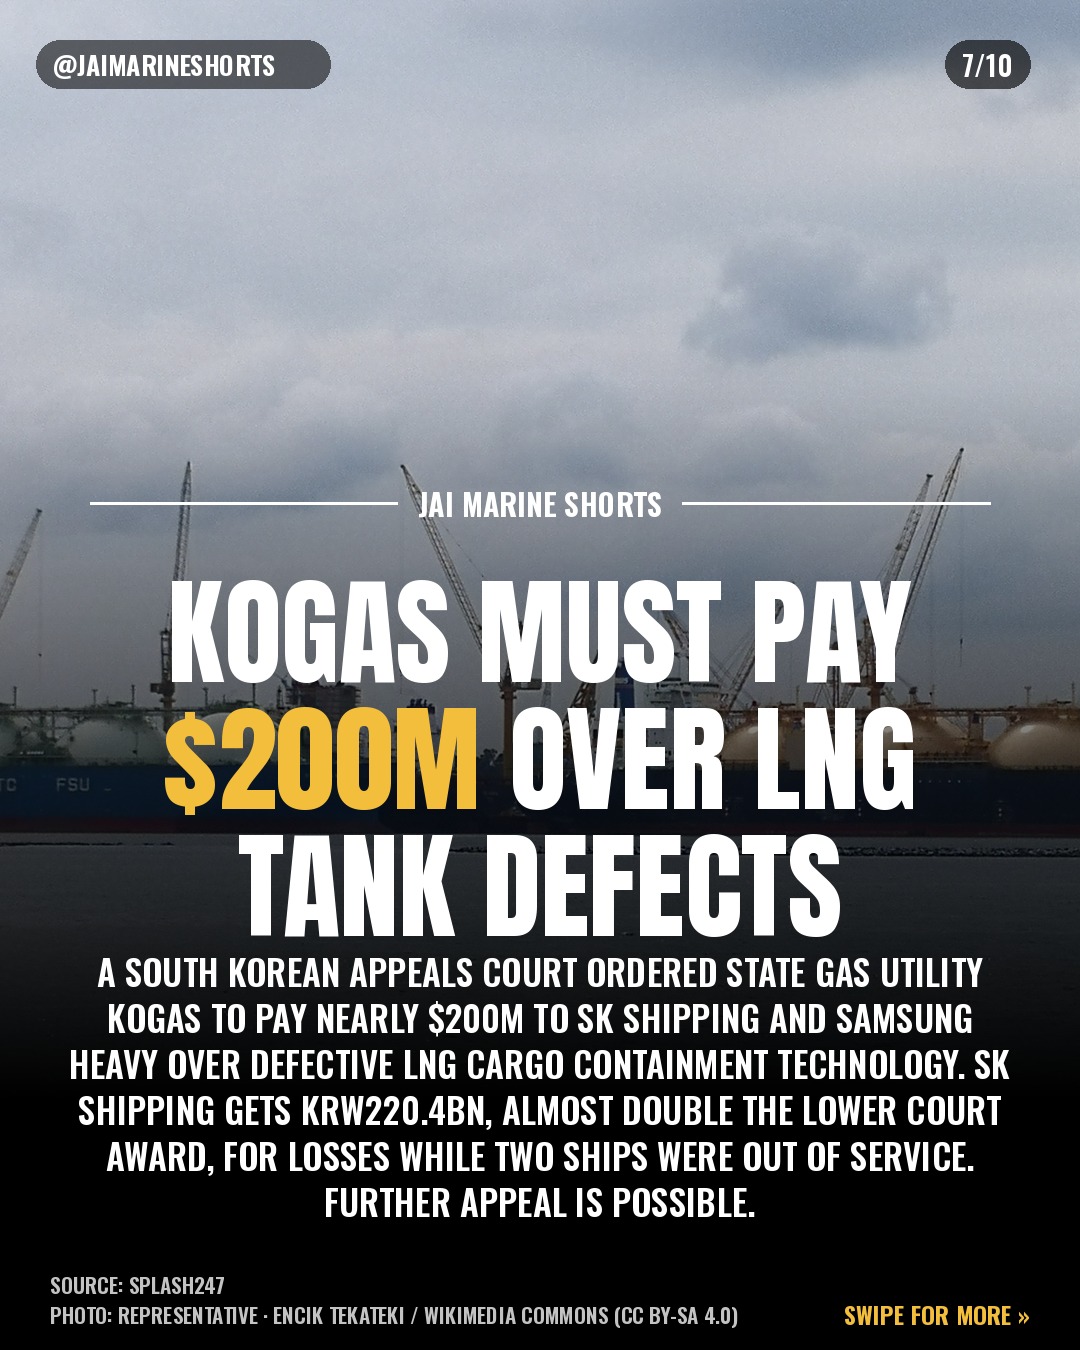 @JAIMARINESHORTS
7/10
JAI MARINE SHORTS
KOGAS MUST PAY
$200M OVER LNG
TANK DEFECTS
A SOUTH KOREAN APPEALS COURT ORDERED STATE GAS UTILITY
KOGAS TO PAY NEARLY $200M TO SK SHIPPING AND SAMSUNG
HEAVY OVER DEFECTIVE LNG CARGO CONTAINMENT TECHNOLOGY. SK
SHIPPING GETS KRW220.4BN, ALMOST DOUBLE THE LOWER COURT
AWARD, FOR LOSSES WHILE TWO SHIPS WERE OUT OF SERVICE.
FURTHER APPEAL IS POSSIBLE.
SOURCE: SPLASH247
PHOTO: REPRESENTATIVE · ENCIK TEKATEKI / WIKIMEDIA COMMONS (CC BY-SA 4.0)
SWIPE FOR MORE »
FSU